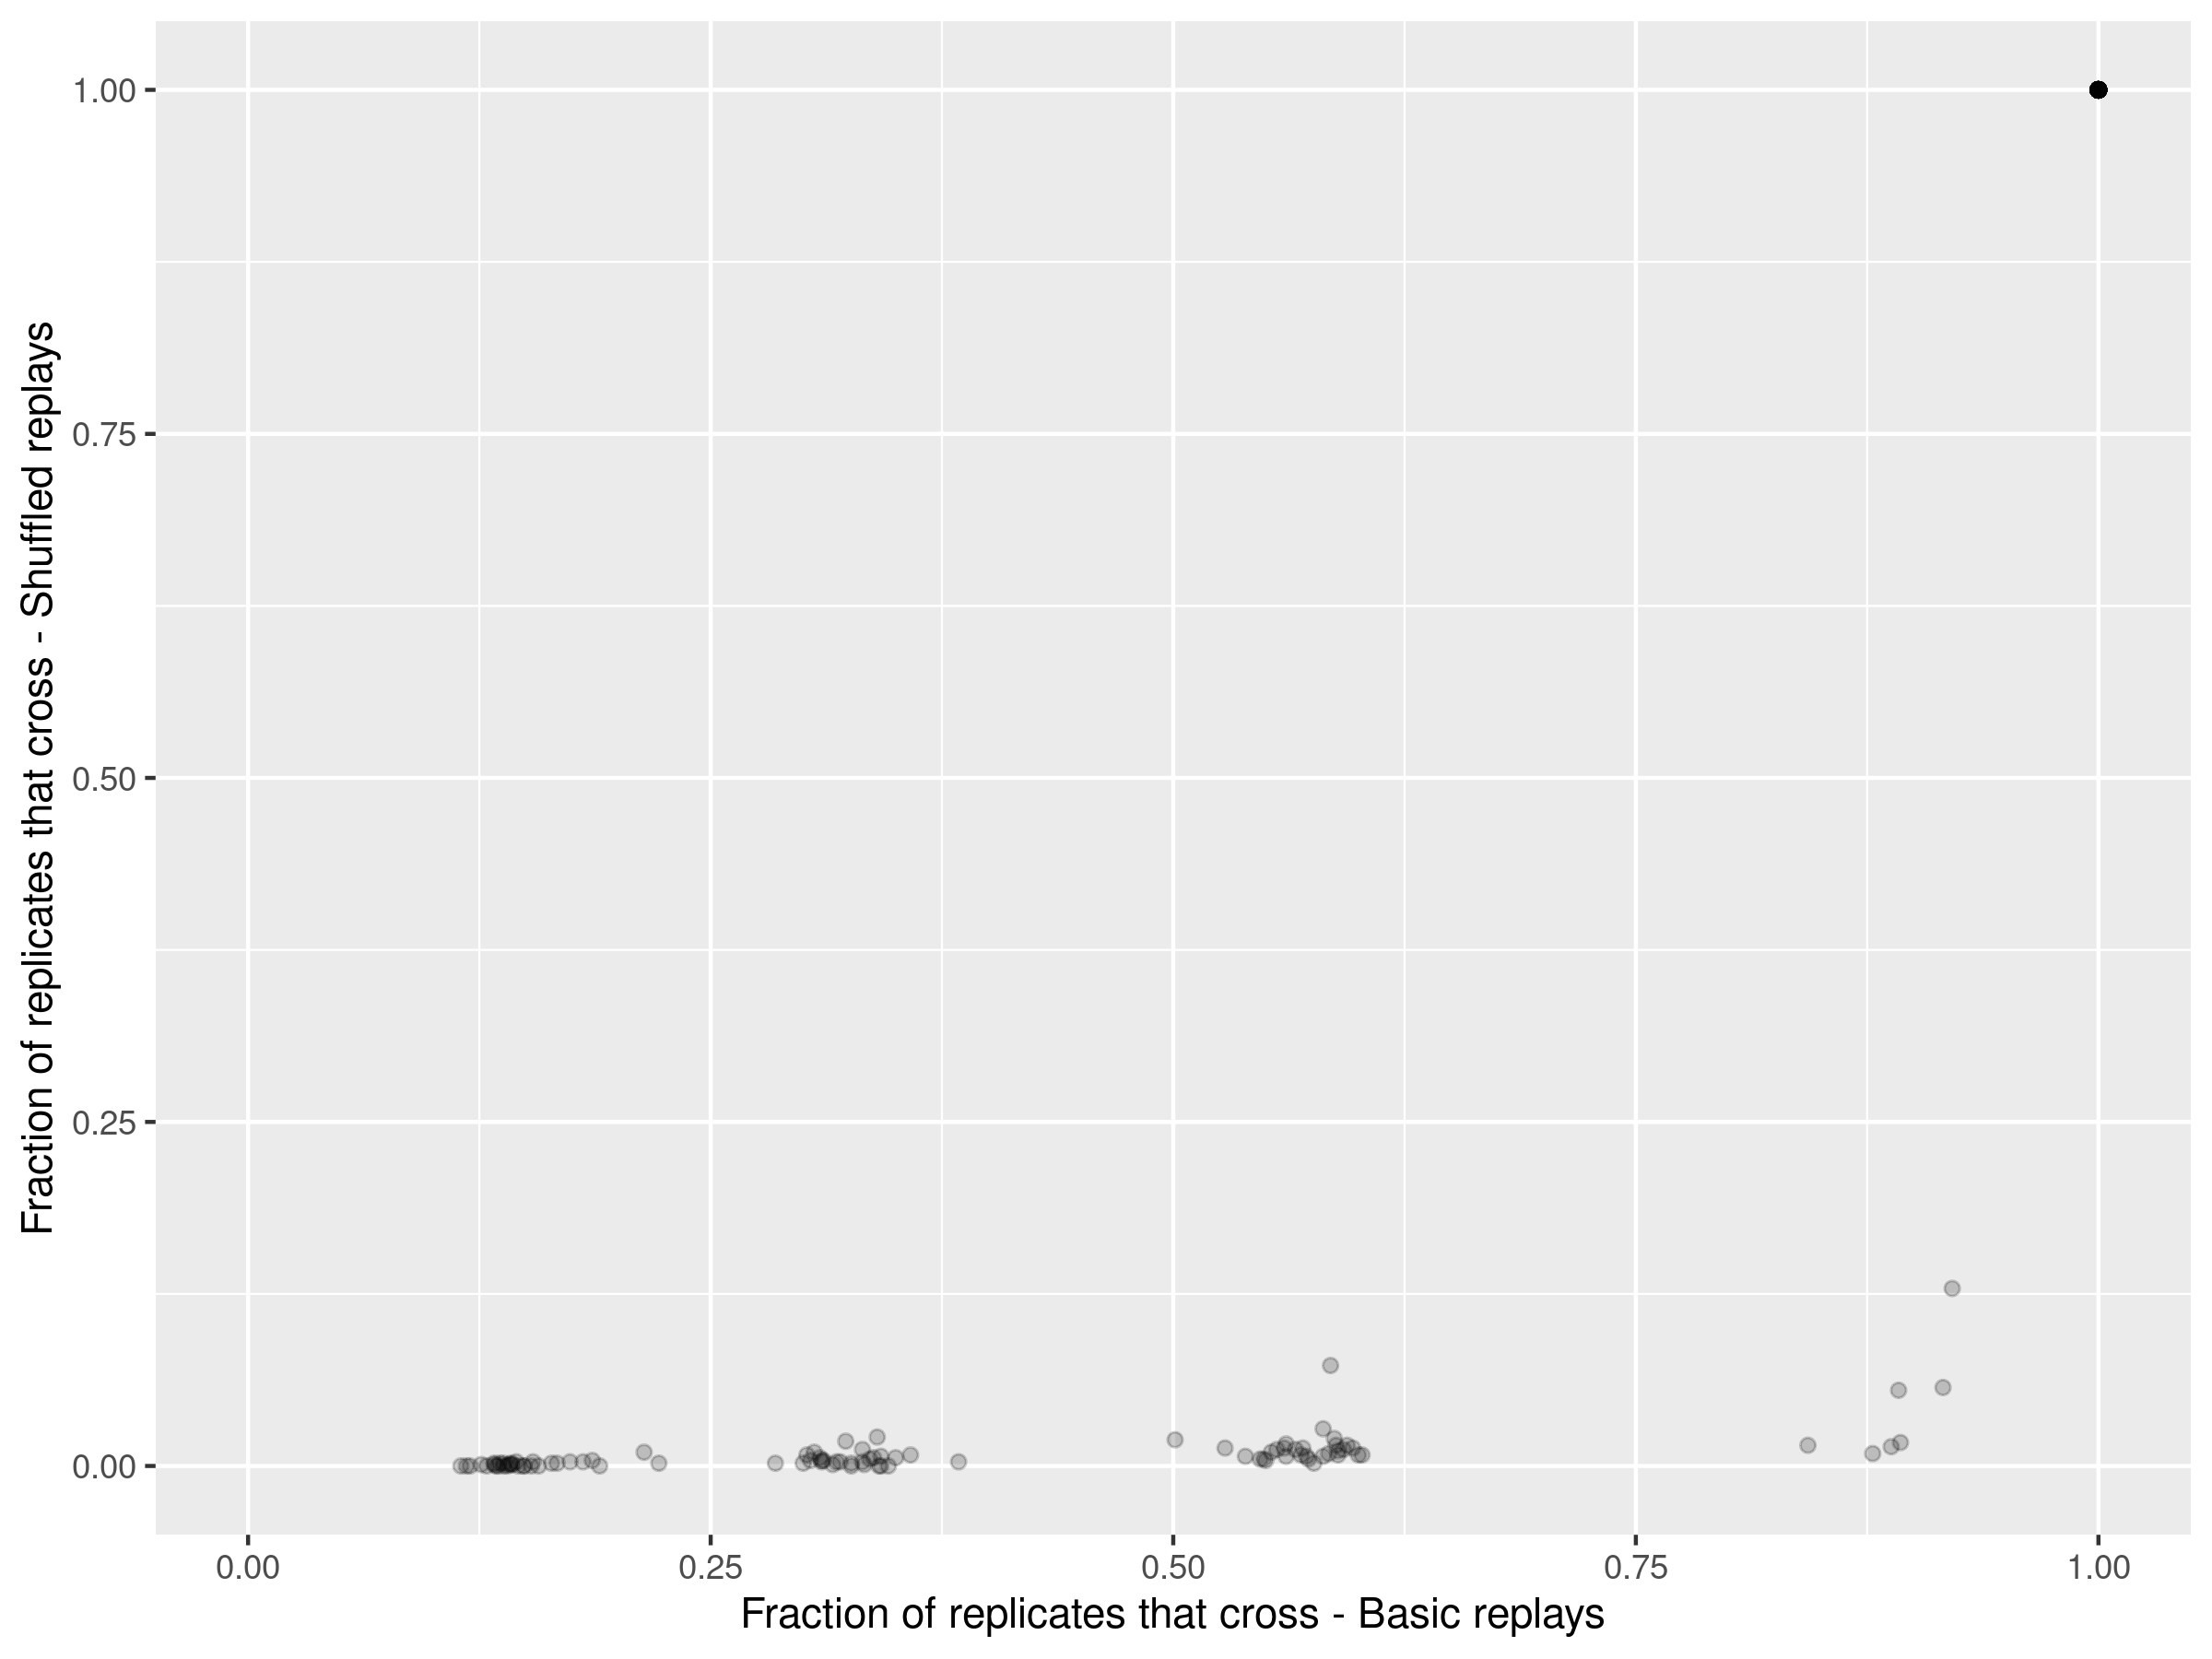 Fraction of replicates that cross - Shuffled replays
1.00
0.75
0.50
0.25
0.00
0.00 0.25 0.50 0.75 1.00
Fraction of replicates that cross - Basic replays